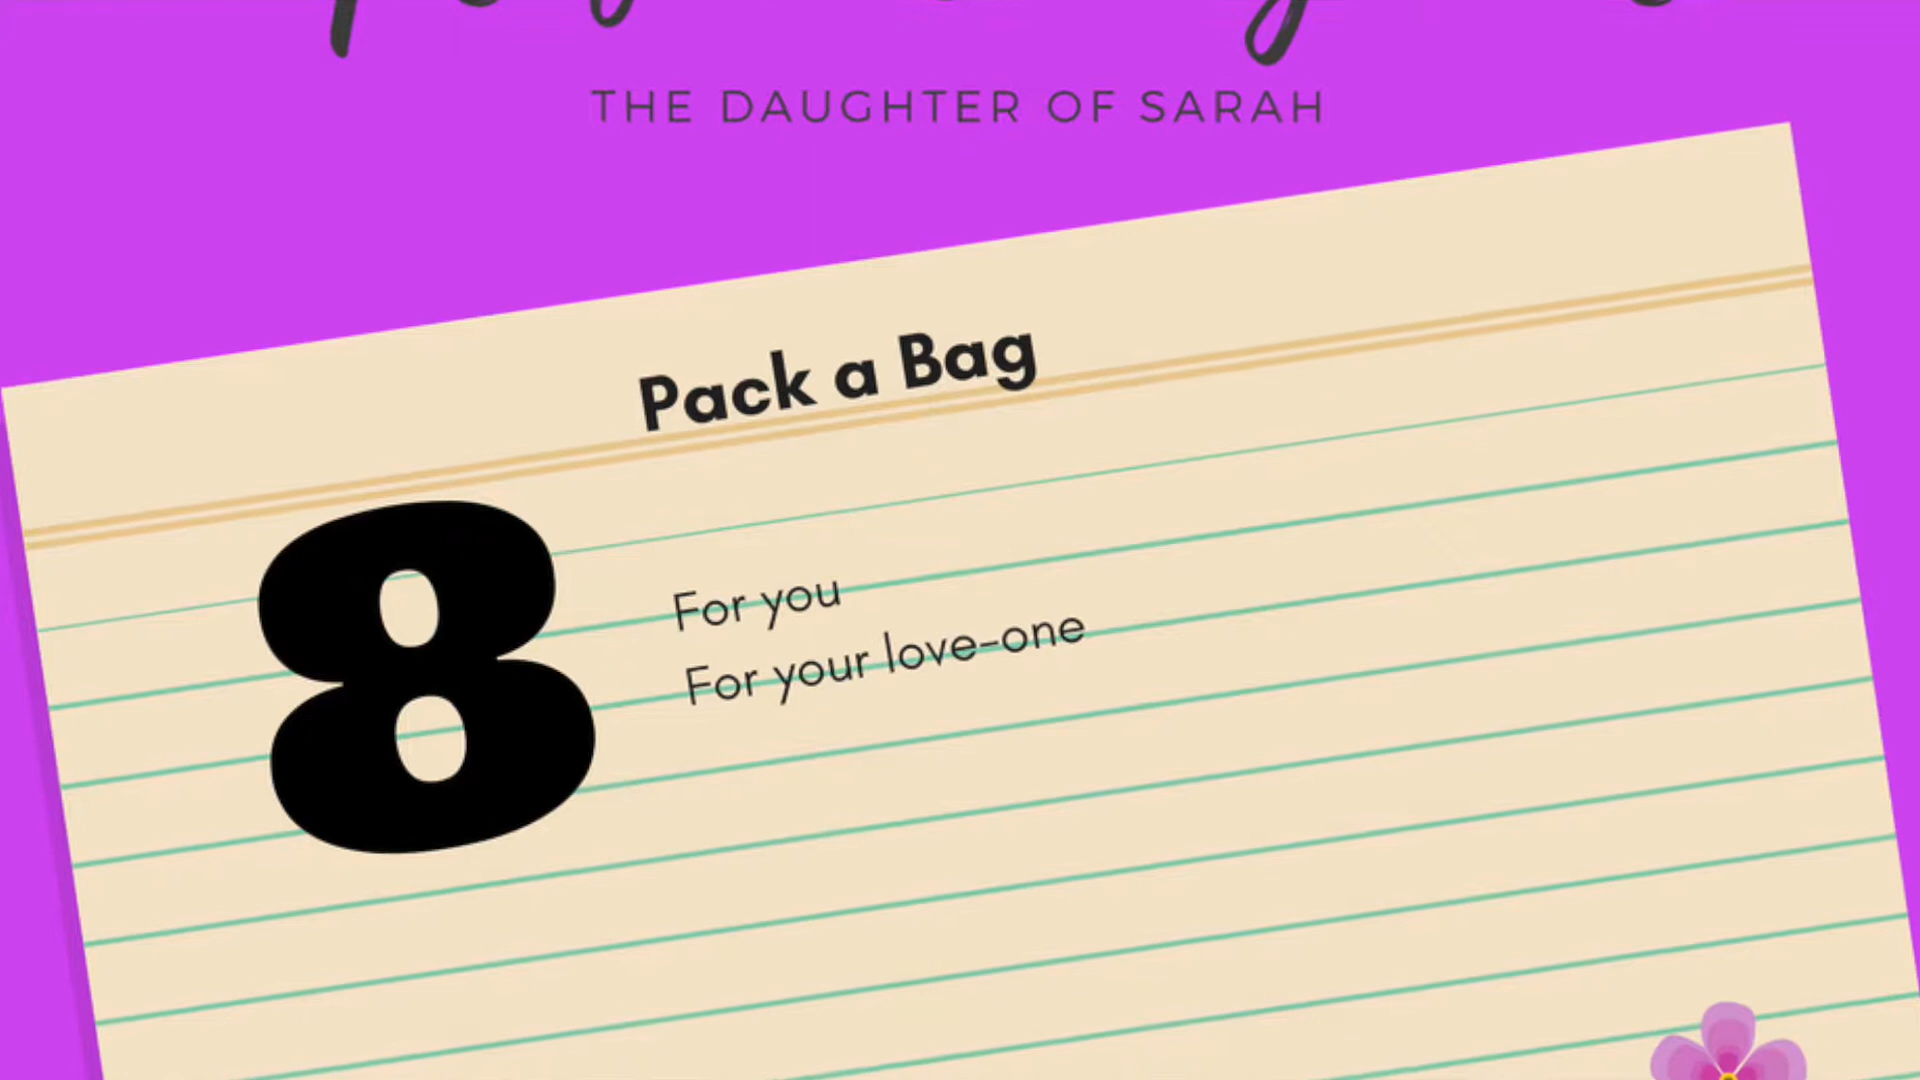 THE DAUGHTER OF SARAH
Pack a Bag
8
For you
For your love-one